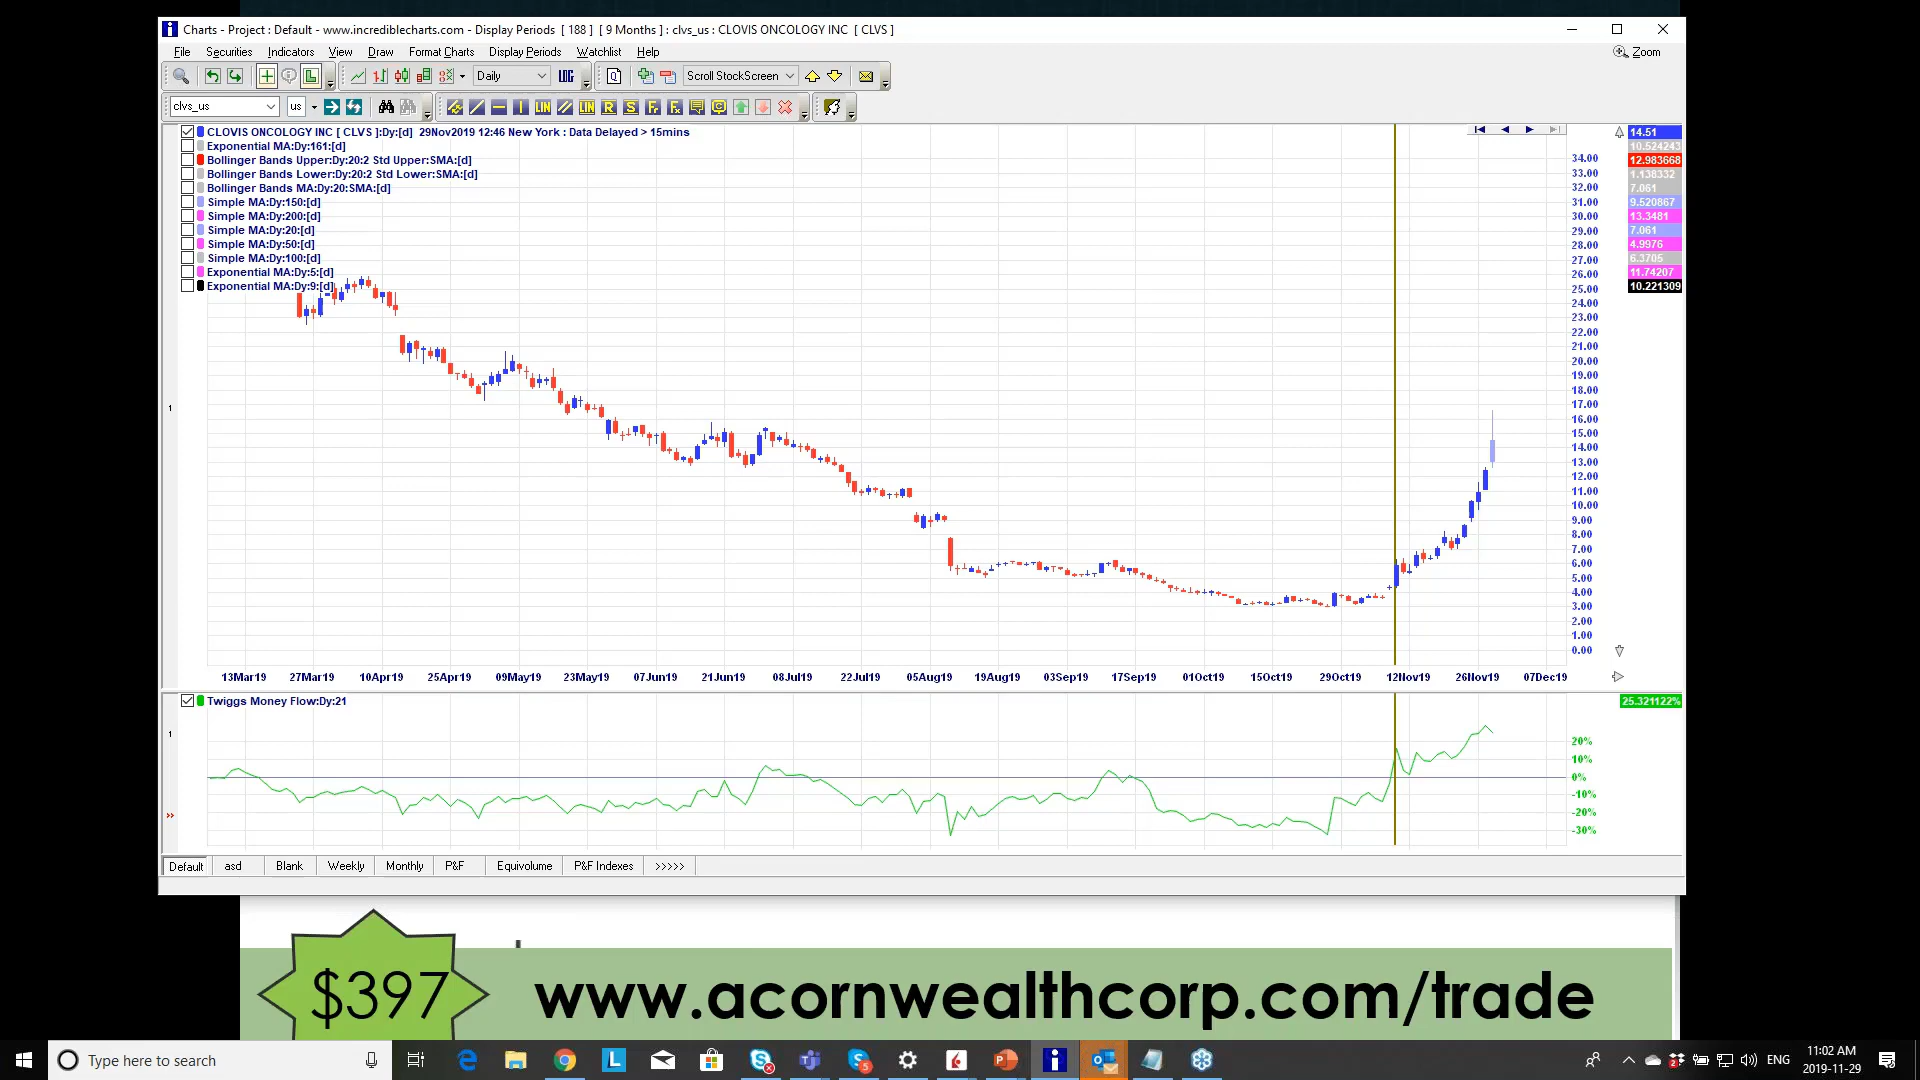 Charts - Project : Default - www.incrediblecharts.com - Display Periods [ 188 ] [ 9 Months ] : clvs_us : CLOVIS ONCOLOGY INC [ CLVS ]
File Securities Indicators View Draw Format Charts Display Periods Watchlist Help Zoom
Daily LOG Q Scroll StockScreen
clvs_us us LIN LIN R S
CLOVIS ONCOLOGY INC [ CLVS ]:Dy:[d] 29Nov2019 12:46 New York : Data Delayed > 15mins 14.51
Exponential MA:Dy:161:[d] 10.524243
Bollinger Bands Upper:Dy:20:2 Std Upper:SMA:[d] 12.983668
Bollinger Bands Lower:Dy:20:2 Std Lower:SMA:[d] 1.138332
Bollinger Bands MA:Dy:20:SMA:[d] 7.061
Simple MA:Dy:150:[d] 9.520867
Simple MA:Dy:200:[d] 13.3481
Simple MA:Dy:20:[d] 7.061
Simple MA:Dy:50:[d] 4.9976
Simple MA:Dy:100:[d] 6.3705
Exponential MA:Dy:5:[d] 11.74207
Exponential MA:Dy:9:[d] 10.221309
34.00
33.00
32.00
31.00
30.00
29.00
28.00
27.00
26.00
25.00
24.00
23.00
22.00
21.00
20.00
19.00
18.00
17.00
16.00
15.00
14.00
13.00
12.00
11.00
10.00
9.00
8.00
7.00
6.00
5.00
4.00
3.00
2.00
1.00
0.00
1
13Mar19 27Mar19 10Apr19 25Apr19 09May19 23May19 07Jun19 21Jun19 08Jul19 22Jul19 05Aug19 19Aug19 03Sep19 17Sep19 01Oct19 15Oct19 29Oct19 12Nov19 26Nov19 07Dec19
Twiggs Money Flow:Dy:21 25.321122%
1
20%
10%
0%
-10%
-20%
-30%
Default asd Blank Weekly Monthly P&F Equivolume P&F Indexes >>>>>
$397 www.acornwealthcorp.com/trade
Type here to search
ENG
11:02 AM
2019-11-29